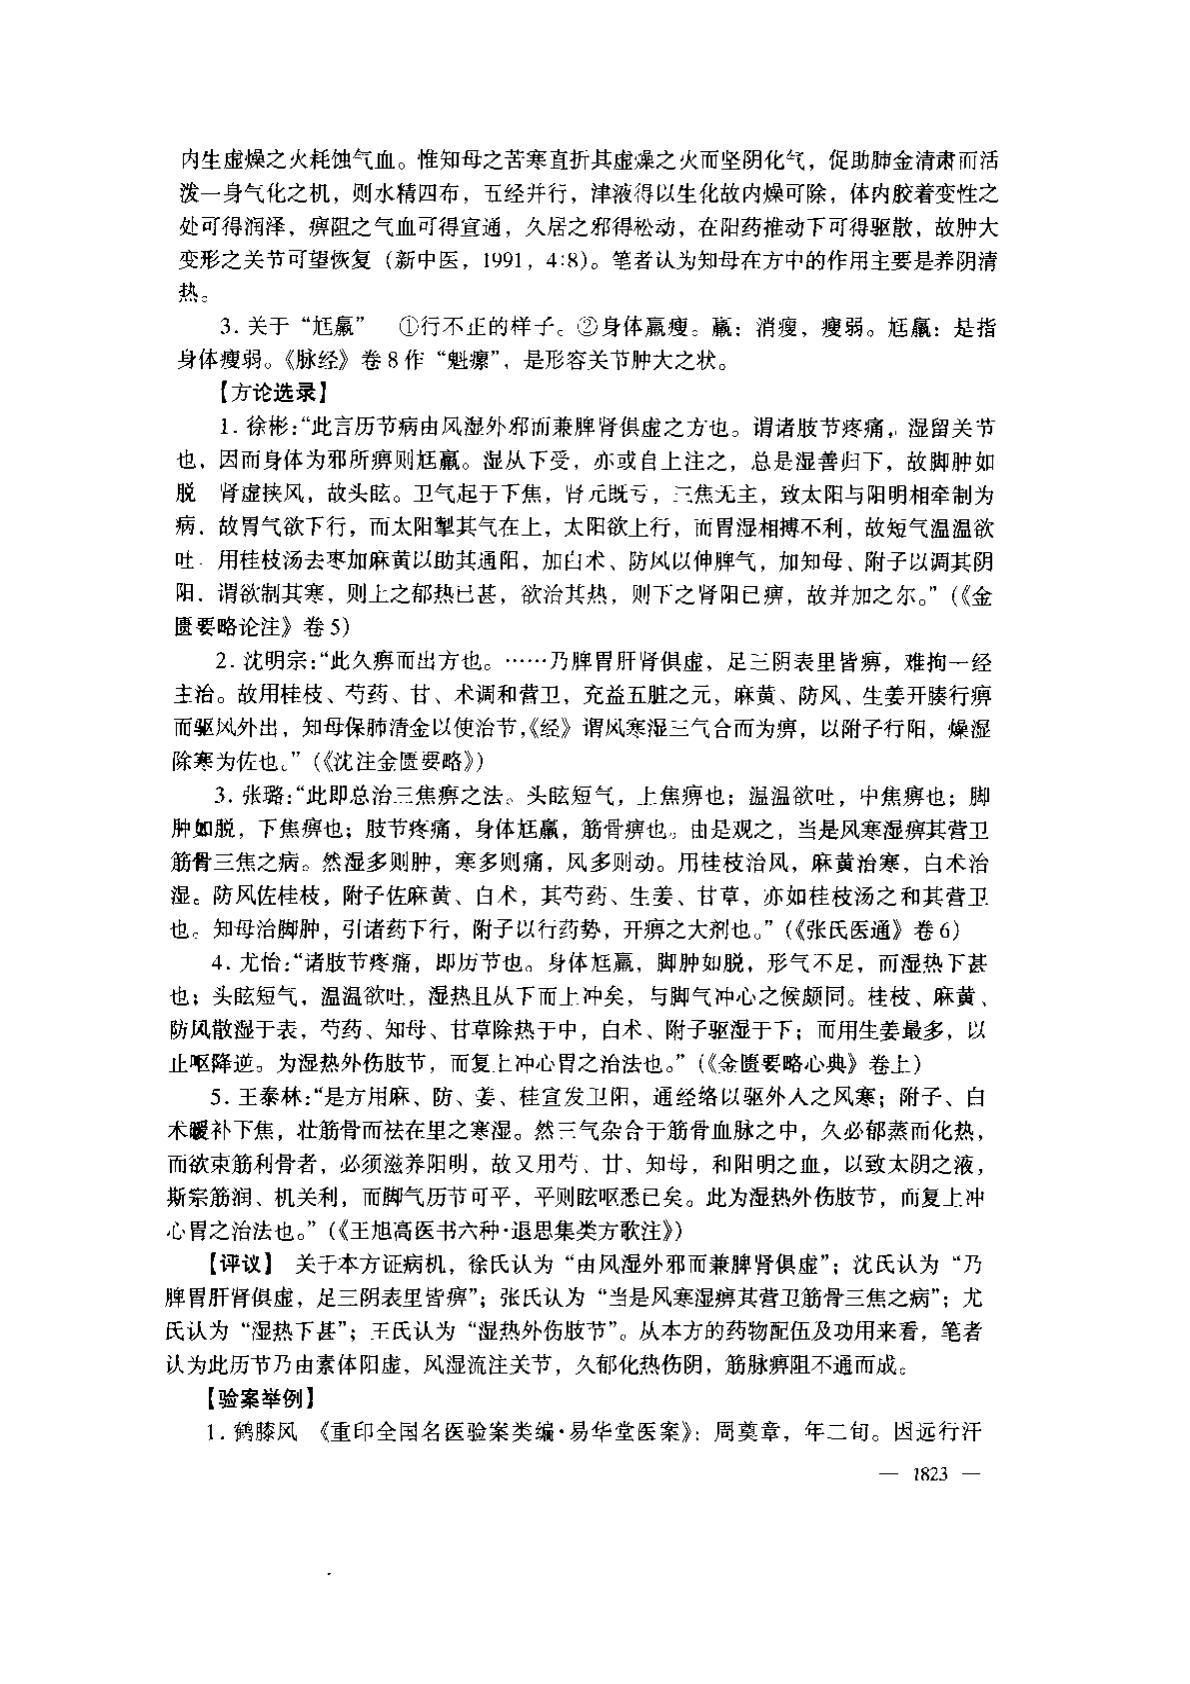 内生虚燥之火耗蚀气血。惟知母之苦寒直折其虚燥之火而坚阴化气，促助肺金清肃而活
泼一身气化之机，则水精四布，五经并行，津液得以生化故内燥可除，体内胶着变性之
处可得润泽，痹阻之气血可得宣通，久居之邪得松动，在阳药推动下可得驱散，故肿大
变形之关节可望恢复（新中医，1991，4:8）。笔者认为知母在方中的作用主要是养阴清
热。
3. 关于“尪羸” ①行不正的样子。②身体羸瘦。羸：消瘦，瘦弱。尪羸：是指
身体瘦弱。《脉经》卷8作“魁瘰”，是形容关节肿大之状。
【方论选录】
1. 徐彬：“此言历节病由风湿外邪而兼脾肾俱虚之方也。谓诸肢节疼痛，湿留关节
也，因而身体为邪所痹则尪羸。湿从下受，亦或自上注之，总是湿善归下，故脚肿如
脱 肾虚挟风，故头眩。卫气起于下焦，肾元既亏，三焦无主，致太阳与阳明相牵制为
病，故胃气欲下行，而太阳掣其气在上，太阳欲上行，而胃湿相搏不利，故短气温温欲
吐．用桂枝汤去枣加麻黄以助其通阳，加白术、防风以伸脾气，加知母、附子以调其阴
阳，谓欲制其寒，则上之郁热已甚，欲治其热，则下之肾阳已痹，故并加之尔。”（《金
匮要略论注》卷5）
2. 沈明宗：“此久痹而出方也。……乃脾胃肝肾俱虚，足三阴表里皆痹，难拘一经
主治。故用桂枝、芍药、甘、术调和营卫，充益五脏之元，麻黄、防风、生姜开腠行痹
而驱风外出，知母保肺清金以使治节，《经》谓风寒湿三气合而为痹，以附子行阳，燥湿
除寒为佐也。”（《沈注金匮要略》）
3. 张璐：“此即总治三焦痹之法。头眩短气，上焦痹也；温温欲吐，中焦痹也；脚
肿如脱，下焦痹也；肢节疼痛，身体尪羸，筋骨痹也。由是观之，当是风寒湿痹其营卫
筋骨三焦之病。然湿多则肿，寒多则痛，风多则动。用桂枝治风，麻黄治寒，白术治
湿。防风佐桂枝，附子佐麻黄、白术，其芍药、生姜、甘草，亦如桂枝汤之和其营卫
也。知母治脚肿，引诸药下行，附子以行药势，开痹之大剂也。”（《张氏医通》卷6）
4. 尤怡：“诸肢节疼痛，即历节也。身体尪羸，脚肿如脱，形气不足，而湿热下甚
也；头眩短气，温温欲吐，湿热且从下而上冲矣，与脚气冲心之候颇同。桂枝、麻黄、
防风散湿于表，芍药、知母、甘草除热于中，白术、附子驱湿于下；而用生姜最多，以
止呕降逆。为湿热外伤肢节，而复上冲心胃之治法也。”（《金匮要略心典》卷上）
5. 王泰林：“是方用麻、防、姜、桂宣发卫阳，通经络以驱外入之风寒；附子、白
术暖补下焦，壮筋骨而祛在里之寒湿。然三气杂合于筋骨血脉之中，久必郁蒸而化热，
而欲束筋利骨者，必须滋养阳明，故又用芍、甘、知母，和阳明之血，以致太阴之液，
斯宗筋润、机关利，而脚气历节可平，平则眩呕悉已矣。此为湿热外伤肢节，而复上冲
心胃之治法也。”（《王旭高医书六种·退思集类方歌注》）
【评议】 关于本方证病机，徐氏认为“由风湿外邪而兼脾肾俱虚”；沈氏认为“乃
脾胃肝肾俱虚，足三阴表里皆痹”；张氏认为“当是风寒湿痹其营卫筋骨三焦之病”；尤
氏认为“湿热下甚”；王氏认为“湿热外伤肢节”。从本方的药物配伍及功用来看，笔者
认为此历节乃由素体阳虚，风湿流注关节，久郁化热伤阴，筋脉痹阻不通而成。
【验案举例】
1. 鹤膝风 《重印全国名医验案类编·易华堂医案》：周奠章，年二旬。因远行汗
— 1823 —